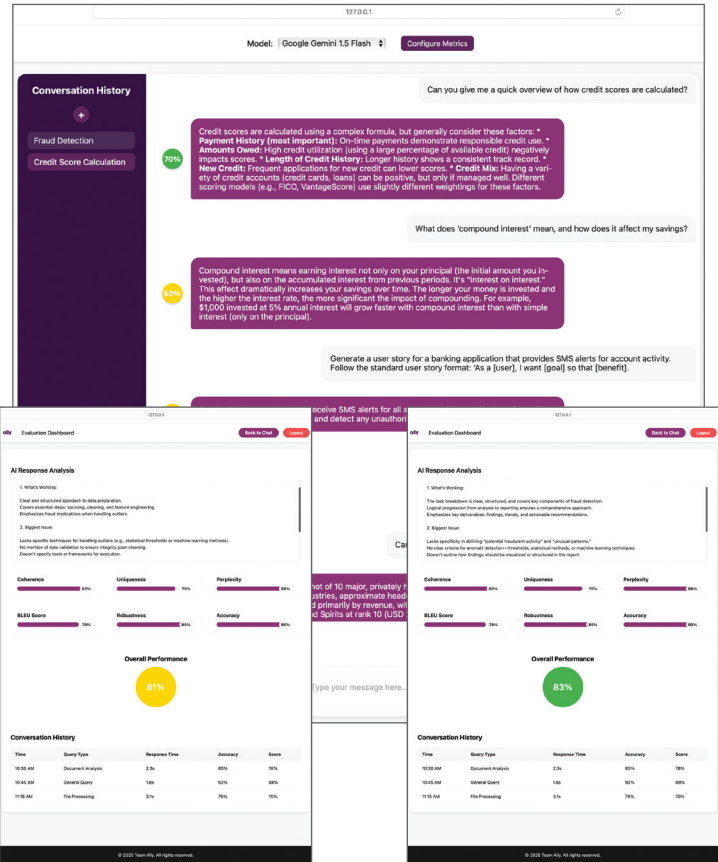 127.0.0.1
Model: Google Gemini 1.5 Flash Configure Metrics
Conversation History
+
Fraud Detection
Credit Score Calculation
Can you give me a quick overview of how credit scores are calculated?
70%
Credit scores are calculated using a complex formula, but generally consider these factors: *
Payment History (most important): On-time payments demonstrate responsible credit use. *
Amounts Owed: High credit utilization (using a large percentage of available credit) negatively
impacts scores. * Length of Credit History: Longer history shows a consistent track record. *
New Credit: Frequent applications for new credit can lower scores. * Credit Mix: Having a vari-
ety of credit accounts (credit cards, loans) can be positive, but only if managed well. Different
scoring models (e.g., FICO, VantageScore) use slightly different weightings for these factors.
What does 'compound interest' mean, and how does it affect my savings?
60%
Compound interest means earning interest not only on your principal (the initial amount you in-
vested), but also on the accumulated interest from previous periods. It's "interest on interest."
This effect dramatically increases your savings over time. The longer your money is invested and
the higher the interest rate, the more significant the impact of compounding. For example,
$1,000 invested at 5% annual interest will grow faster with compound interest than with simple
interest (only on the principal).
Generate a user story for a banking application that provides SMS alerts for account activity.
Follow the standard user story format: 'As a [user], I want [goal] so that [benefit].
eceive SMS alerts for all a
and detect any unauthori
Ca
not of 10 major, privately h
ustries, approximate head
d primarily by revenue, wit
d Spirits at rank 10 (USD
Type your message here...
127.0.0.1
ally Evaluation Dashboard Back to Chat Logout
AI Response Analysis
1. What's Working:
Clear and structured approach to data preparation.
Covers essential steps: sourcing, cleaning, and feature engineering.
Emphasizes fraud implications when handling outliers.
2. Biggest Issue:
Lacks specific techniques for handling outliers (e.g., statistical thresholds or machine learning methods).
No mention of data validation to ensure integrity post-cleaning.
Doesn't specify tools or frameworks for execution.
Coherence Uniqueness Perplexity
82% 75% 88%
BLEU Score Robustness Accuracy
79% 85% 90%
Overall Performance
61%
Conversation History
Time Query Type Response Time Accuracy Score
10:30 AM Document Analysis 2.3s 85% 78%
10:45 AM General Query 1.8s 92% 88%
11:15 AM File Processing 3.1s 79% 70%
© 2025 Team Ally. All rights reserved.
127.0.0.1
ally Evaluation Dashboard Back to Chat Logout
AI Response Analysis
1. What's Working:
The task breakdown is clear, structured, and covers key components of fraud detection.
Logical progression from analysis to reporting ensures a comprehensive approach.
Emphasizes key deliverables: findings, trends, and actionable recommendations.
2. Biggest Issue:
Lacks specificity in defining "potential fraudulent activity" and "unusual patterns."
No clear criteria for anomaly detection—thresholds, statistical methods, or machine learning techniques.
Doesn't outline how findings should be visualized or structured in the report.
Coherence Uniqueness Perplexity
82% 75% 88%
BLEU Score Robustness Accuracy
79% 85% 90%
Overall Performance
83%
Conversation History
Time Query Type Response Time Accuracy Score
10:30 AM Document Analysis 2.3s 85% 78%
10:45 AM General Query 1.8s 92% 88%
11:15 AM File Processing 3.1s 79% 70%
© 2025 Team Ally. All rights reserved.